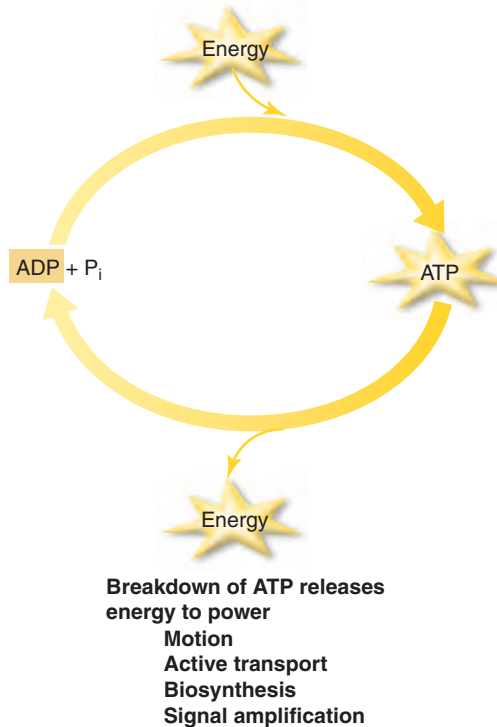 Energy
ADP + Pi
ATP
Energy
Breakdown of ATP releases
energy to power
Motion
Active transport
Biosynthesis
Signal amplification